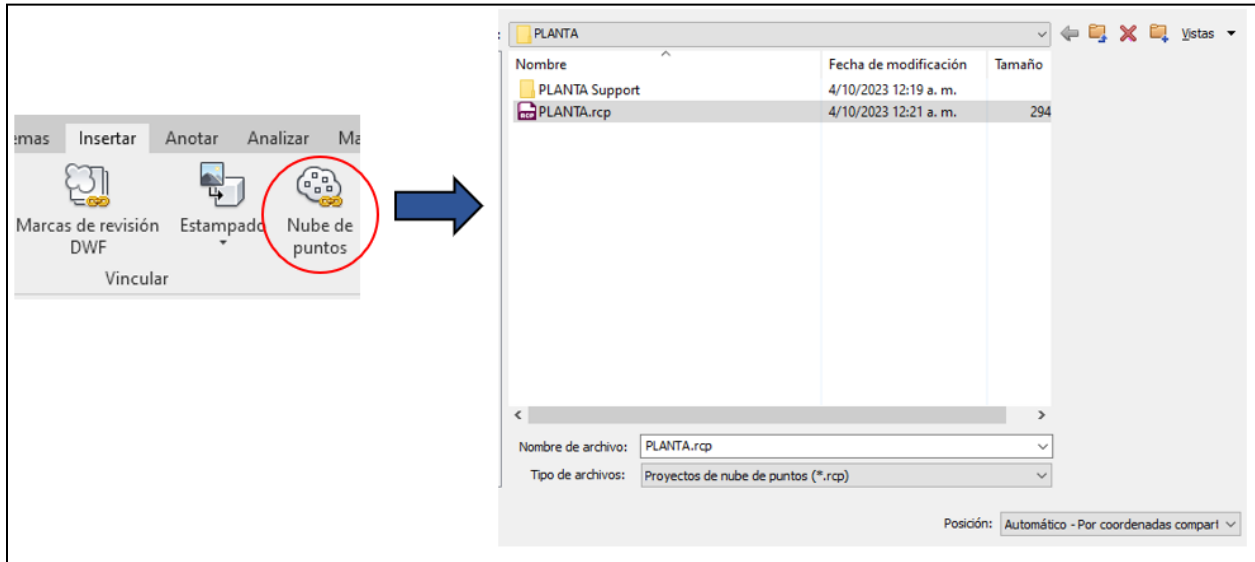 emas Insertar Anotar Analizar Ma
Marcas de revisión DWF
Estampado
Nube de puntos
Vincular
: PLANTA Vistas
Nombre Fecha de modificación Tamaño
PLANTA Support 4/10/2023 12:19 a. m.
RCP PLANTA.rcp 4/10/2023 12:21 a. m. 294
Nombre de archivo: PLANTA.rcp
Tipo de archivos: Proyectos de nube de puntos (*.rcp)
Posición: Automático - Por coordenadas compart